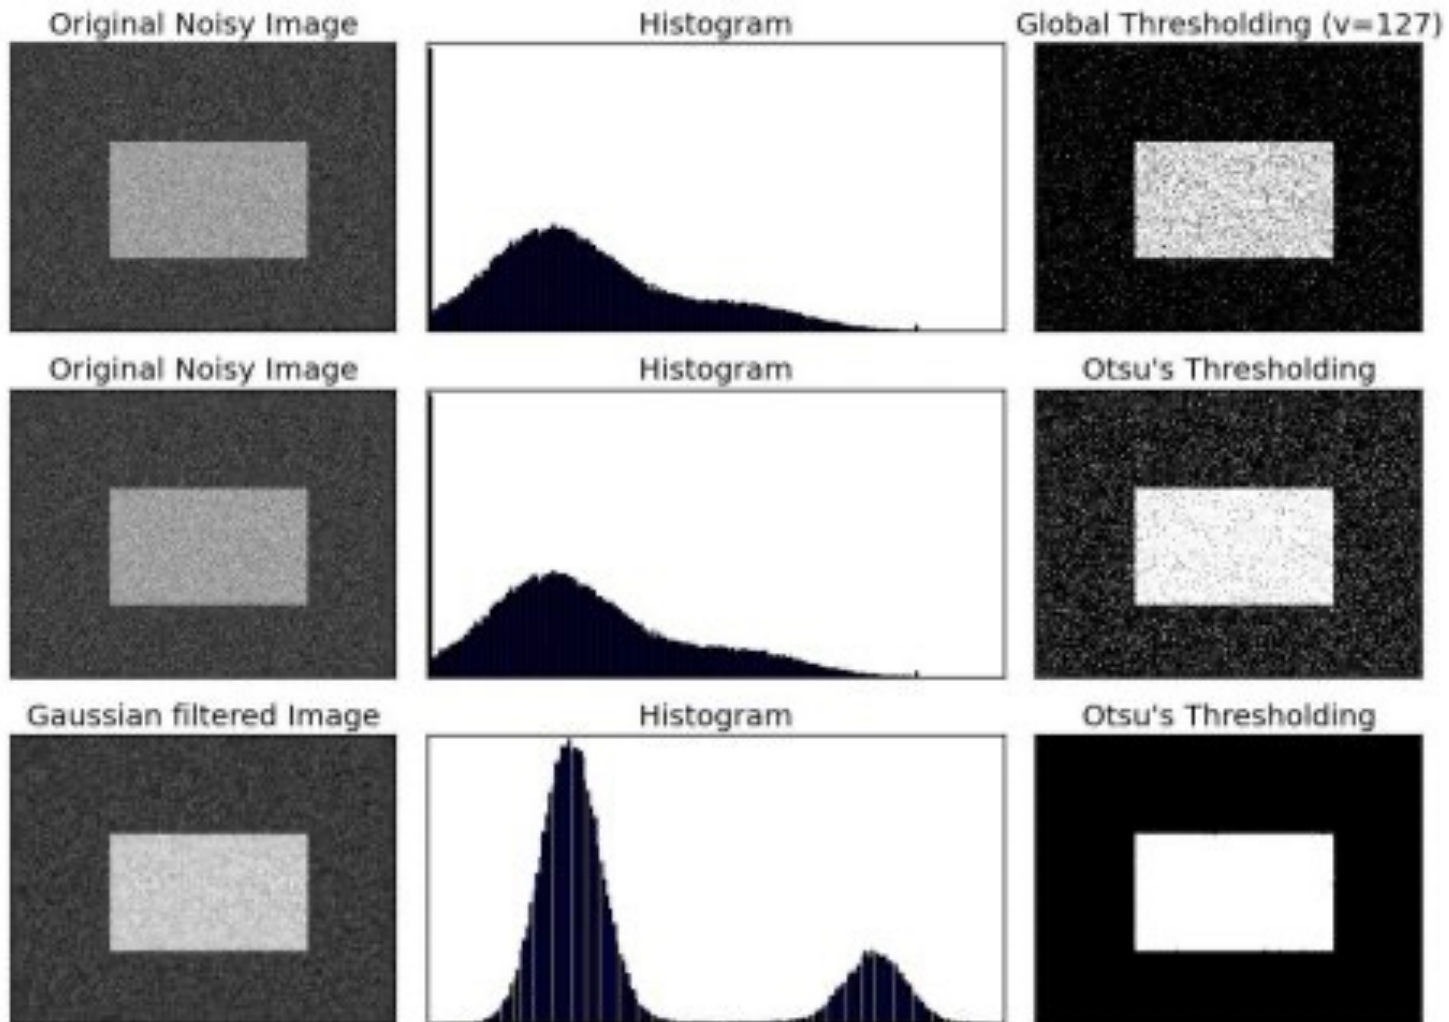 Original Noisy Image
Histogram
Global Thresholding (v=127)
Original Noisy Image
Histogram
Otsu's Thresholding
Gaussian filtered Image
Histogram
Otsu's Thresholding